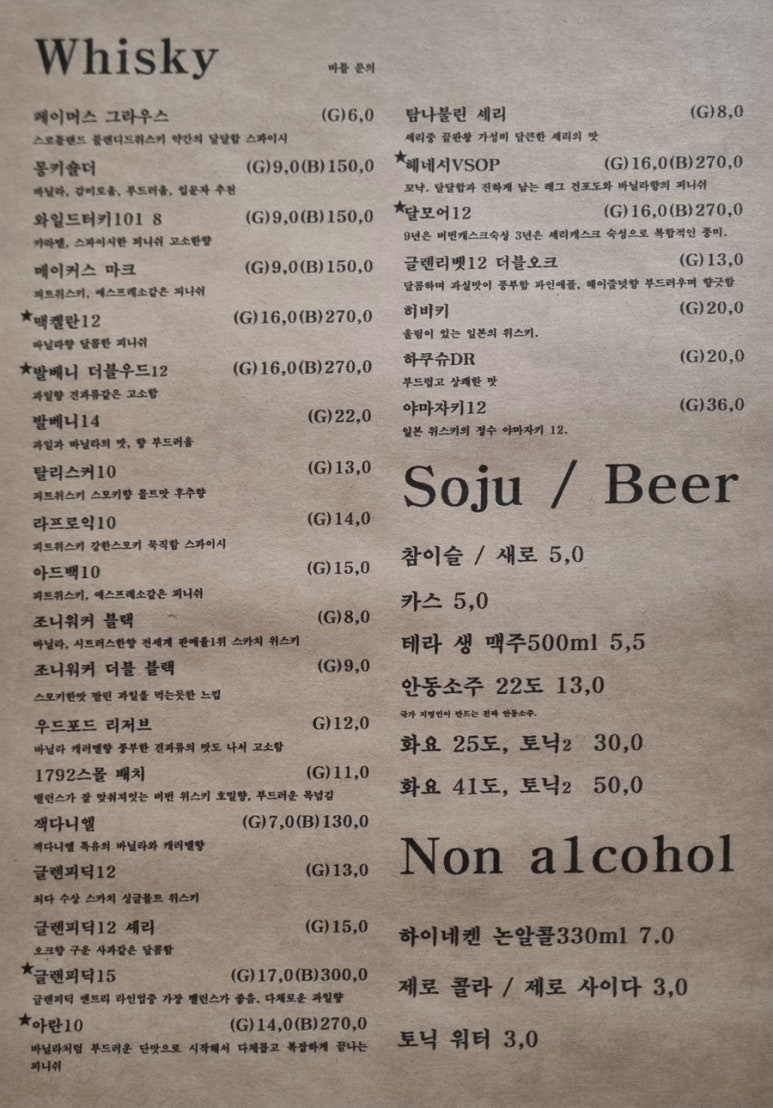 Whisky
바틀 문의
페이머스 그라우스 (G)6,0
스코틀랜드 블렌디드위스키 약간의 달달함 스파이시
몽키숄더 (G)9,0(B)150,0
바닐라, 감미로움, 부드러움, 입문자 추천
와일드터키101 8 (G)9,0(B)150,0
카라멜, 스파이시한 피니쉬 고소한향
메이커스 마크 (G)9,0(B)150,0
피트위스키, 에스프레소같은 피니쉬
★맥켈란12 (G)16,0(B)270,0
바닐라향 달콤한 피니쉬
★발베니 더블우드12 (G)16,0(B)270,0
과일향 견과류같은 고소함
발베니14 (G)22,0
과일과 바닐라의 맛, 향 부드러움
탈리스커10 (G)13,0
피트위스키 스모키향 몰트맛 후추향
라프로익10 (G)14,0
피트위스키 강한스모키 묵직함 스파이시
아드백10 (G)15,0
피트위스키, 에스프레소같은 피니쉬
조니워커 블랙 (G)8,0
바닐라, 시트러스한향 전세계 판매율1위 스카치 위스키
조니워커 더블 블랙 (G)9,0
스모키한맛 말린 과일을 먹는듯한 느낌
우드포드 리저브 G)12,0
바닐라 캐러멜향 풍부한 견과류의 맛도 나서 고소함
1792스몰 배치 (G)11,0
밸런스가 잘 맞춰져잇는 버번 위스키 호밀향, 부드러운 목넘김
잭다니엘 (G)7,0(B)130,0
잭다니엘 특유의 바닐라와 캐러멜향
글렌피딕12 (G)13,0
최다 수상 스카치 싱글몰트 위스키
글렌피딕12 셰리 (G)15,0
오크향 구운 사과같은 달콤함
★글렌피딕15 (G)17,0(B)300,0
글렌피딕 엔트리 라인업중 가장 밸런스가 좋음. 다채로운 과일향
★아란10 (G)14,0(B)270,0
바닐라처럼 부드러운 단맛으로 시작해서 다채롭고 복잡하게 끝나는
피니쉬
탐나불린 셰리 (G)8,0
셰리중 끝판왕 가성비 달큰한 셰리의 맛
★헤네시VSOP (G)16,0(B)270,0
꼬냑. 달달함과 진하게 남는 래그 건포도와 바닐라향의 피니쉬
★달모어12 (G)16,0(B)270,0
9년은 버번캐스크숙성 3년은 셰리캐스크 숙성으로 복합적인 풍미.
글렌리벳12 더블오크 (G)13,0
달콤하며 과실맛이 풍부함 파인애플, 헤이즐넛향 부드러우며 향긋함
히비키 (G)20,0
울림이 있는 일본의 위스키.
하쿠슈DR (G)20,0
부드럽고 상쾌한 맛
야마자키12 (G)36,0
일본 위스키의 정수 야마자키 12.
Soju / Beer
참이슬 / 새로 5,0
카스 5,0
테라 생 맥주500ml 5,5
안동소주 22도 13,0
국가 지명인이 만드는 진짜 안동소주.
화요 25도, 토닉2 30,0
화요 41도, 토닉2 50,0
Non alcohol
하이네켄 논알콜330ml 7.0
제로 콜라 / 제로 사이다 3,0
토닉 워터 3,0